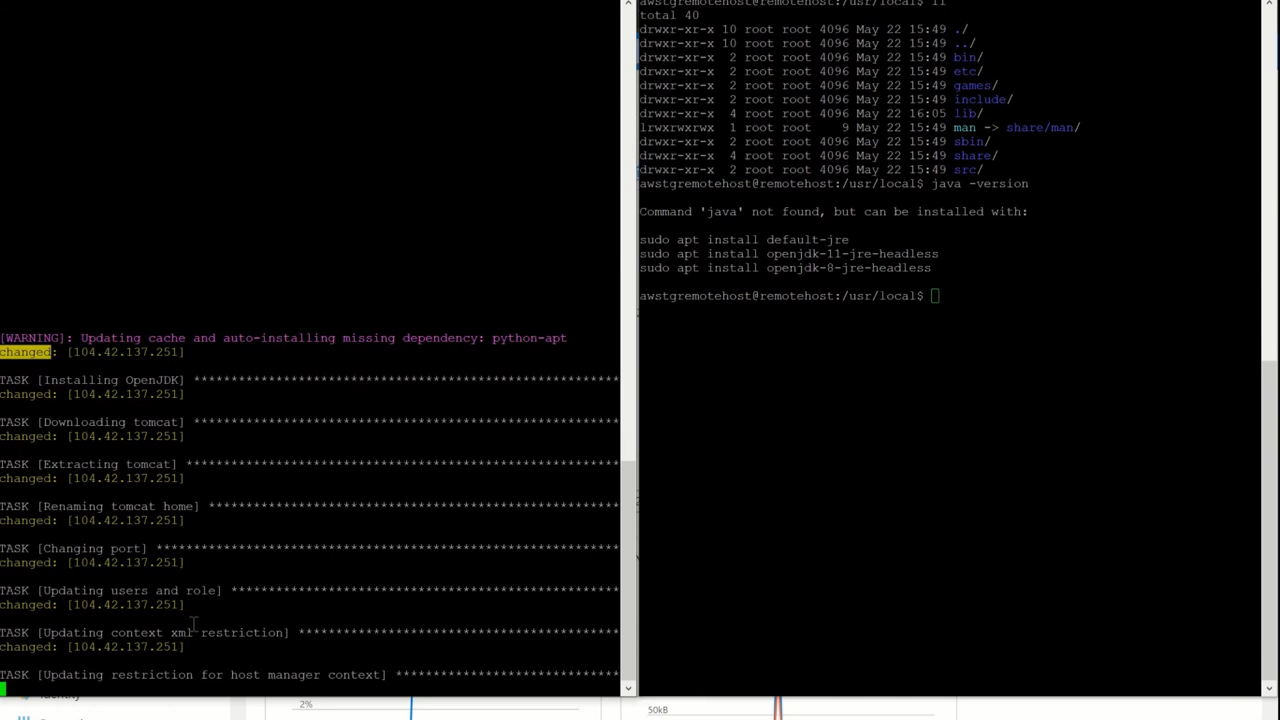 [WARNING]: Updating cache and auto-installing missing dependency: python-apt
changed: [104.42.137.251]
TASK [Installing OpenJDK] *********************************************************
changed: [104.42.137.251]
TASK [Downloading tomcat] *********************************************************
changed: [104.42.137.251]
TASK [Extracting tomcat] **********************************************************
changed: [104.42.137.251]
TASK [Renaming tomcat home] *******************************************************
changed: [104.42.137.251]
TASK [Changing port] **************************************************************
changed: [104.42.137.251]
TASK [Updating users and role] ****************************************************
changed: [104.42.137.251]
TASK [Updating context xml restriction] *******************************************
changed: [104.42.137.251]
TASK [Updating restriction for host manager context] ******************************
awstgremotehost@remotehost:/usr/local$ ll
total 40
drwxr-xr-x 10 root root 4096 May 22 15:49 ./
drwxr-xr-x 10 root root 4096 May 22 15:49 ../
drwxr-xr-x  2 root root 4096 May 22 15:49 bin/
drwxr-xr-x  2 root root 4096 May 22 15:49 etc/
drwxr-xr-x  2 root root 4096 May 22 15:49 games/
drwxr-xr-x  2 root root 4096 May 22 15:49 include/
drwxr-xr-x  4 root root 4096 May 22 16:05 lib/
lrwxrwxrwx  1 root root    9 May 22 15:49 man -> share/man/
drwxr-xr-x  2 root root 4096 May 22 15:49 sbin/
drwxr-xr-x  4 root root 4096 May 22 15:49 share/
drwxr-xr-x  2 root root 4096 May 22 15:49 src/
awstgremotehost@remotehost:/usr/local$ java -version
Command 'java' not found, but can be installed with:
sudo apt install default-jre
sudo apt install openjdk-11-jre-headless
sudo apt install openjdk-8-jre-headless
awstgremotehost@remotehost:/usr/local$
2%
50kB